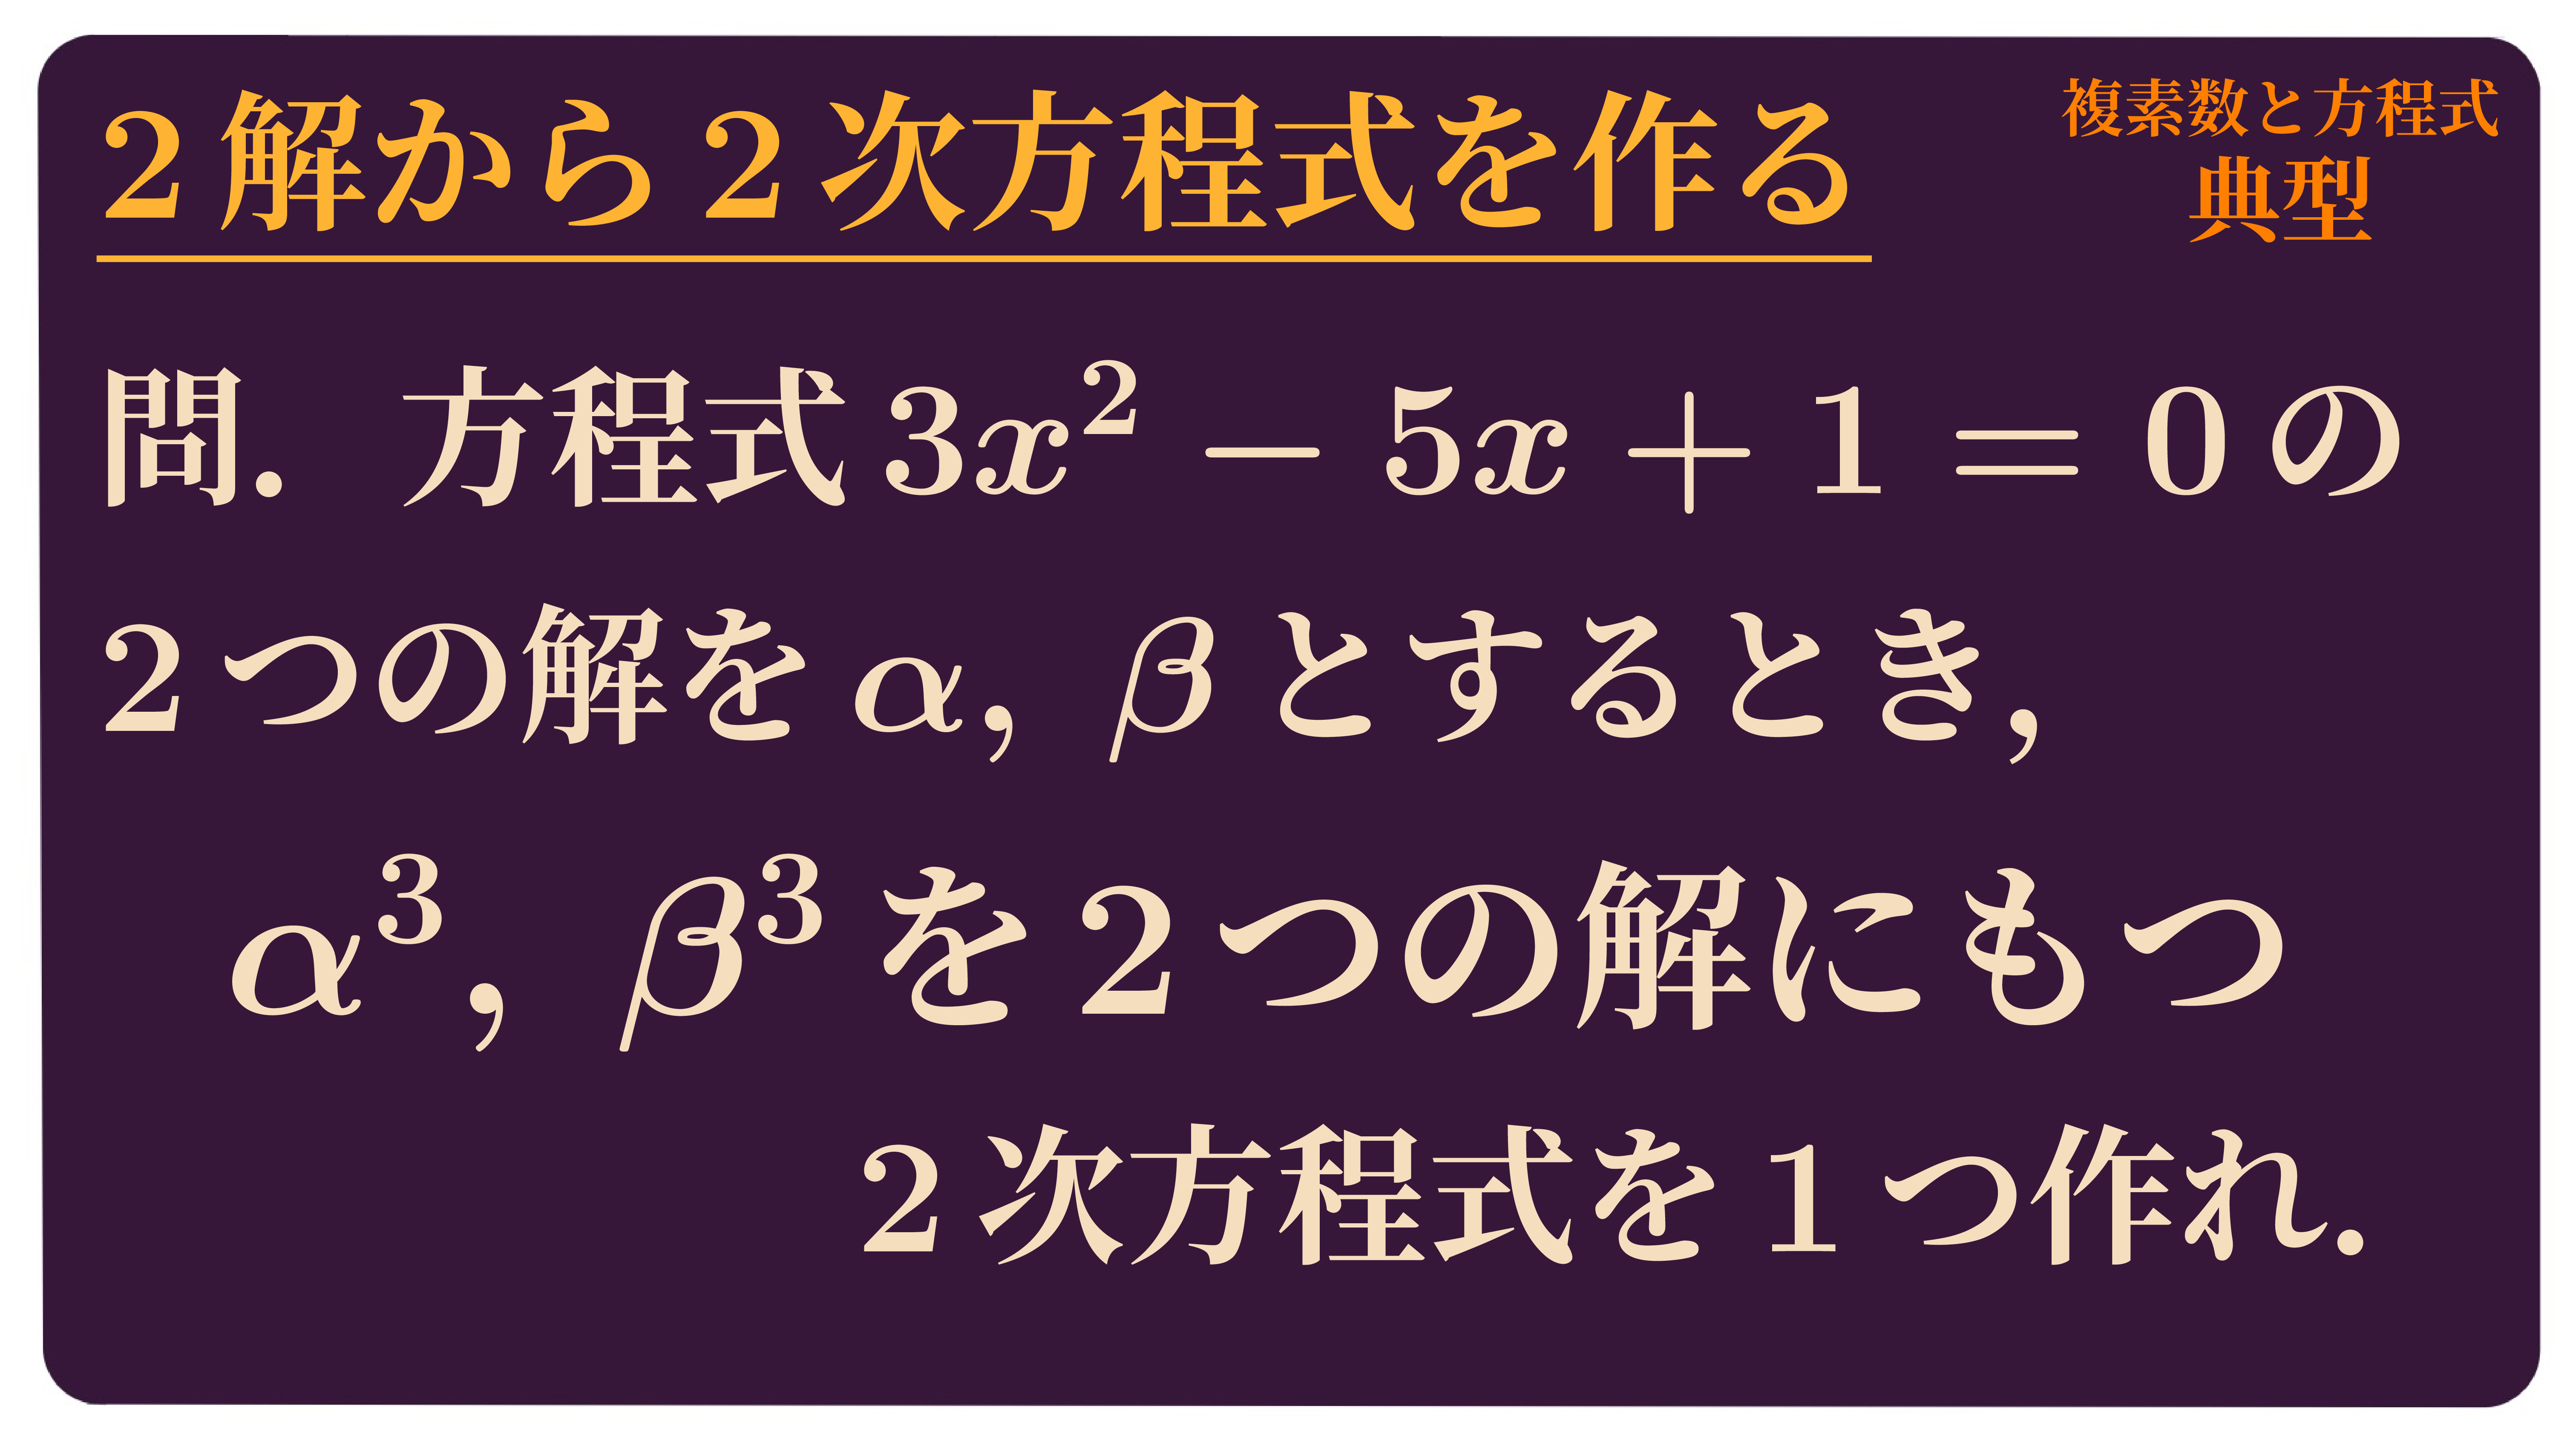 2解から2次方程式を作る
複素数と方程式
典型
問. 方程式 3x² − 5x + 1 = 0 の
2つの解を α, β とするとき,
α³, β³ を2つの解にもつ
2次方程式を1つ作れ.